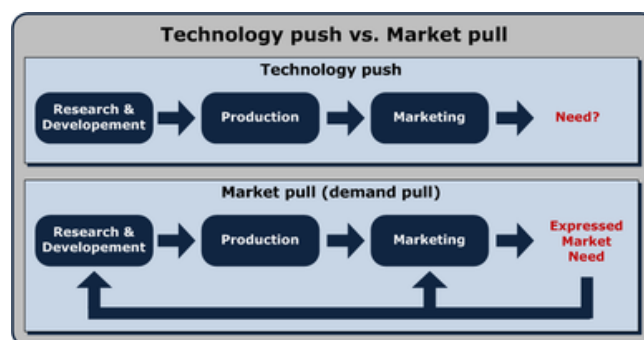 Technology push vs. Market pull
Technology push
Research &
Developement
Production
Marketing
Need?
Market pull (demand pull)
Research &
Developement
Production
Marketing
Expressed
Market
Need